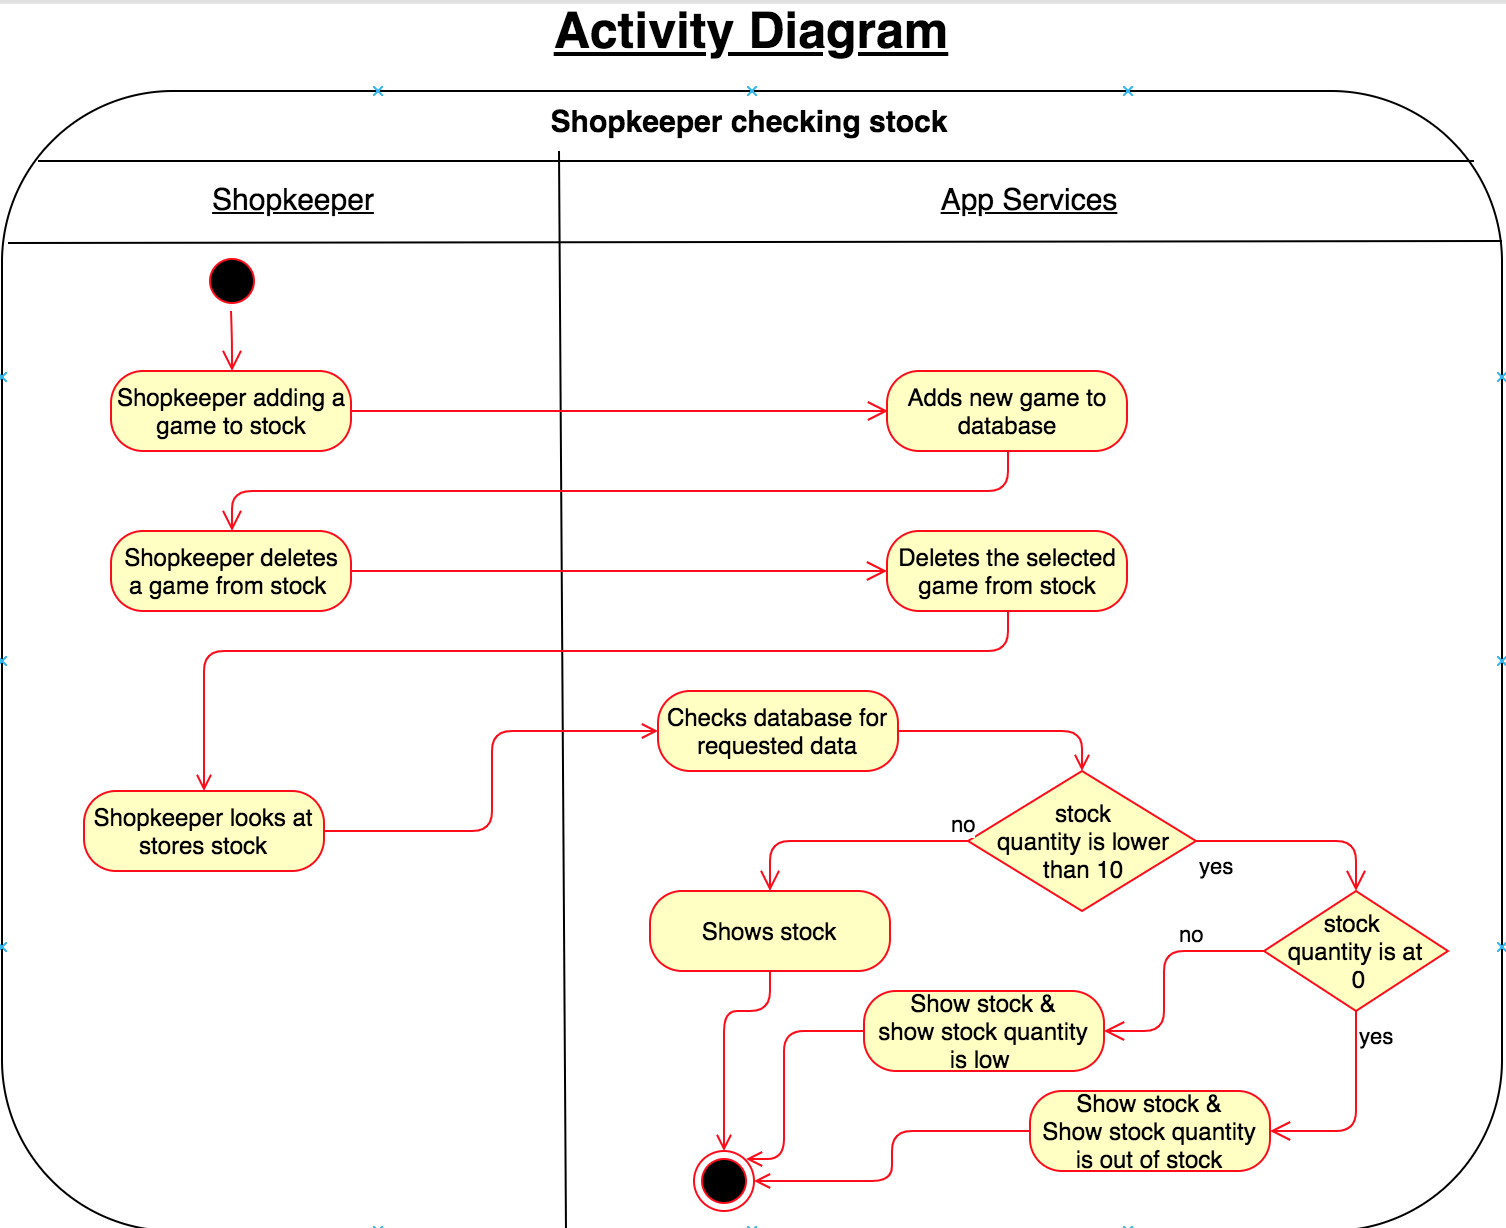 Activity Diagram
Shopkeeper checking stock
Shopkeeper
App Services
Shopkeeper adding a
game to stock
Adds new game to
database
Shopkeeper deletes
a game from stock
Deletes the selected
game from stock
Checks database for
requested data
Shopkeeper looks at
stores stock
stock
quantity is lower
than 10
no
yes
Shows stock
stock
quantity is at
0
no
yes
Show stock &
show stock quantity
is low
Show stock &
Show stock quantity
is out of stock